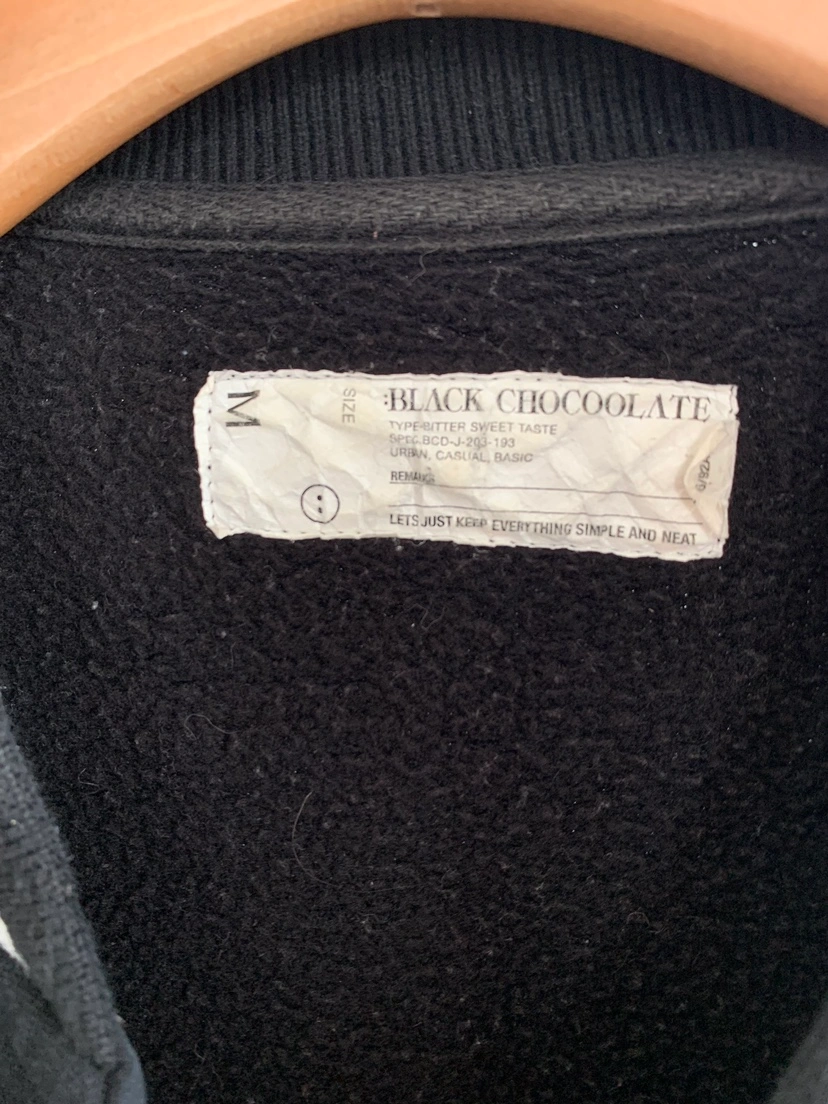 M
SIZE
:BLACK CHOCOOLATE
TYPE-BITTER SWEET TASTE
SPEC.BCD-J-203-193
URBAN, CASUAL, BASIC
REMARK
LETS JUST KEEP EVERYTHING SIMPLE AND NEAT